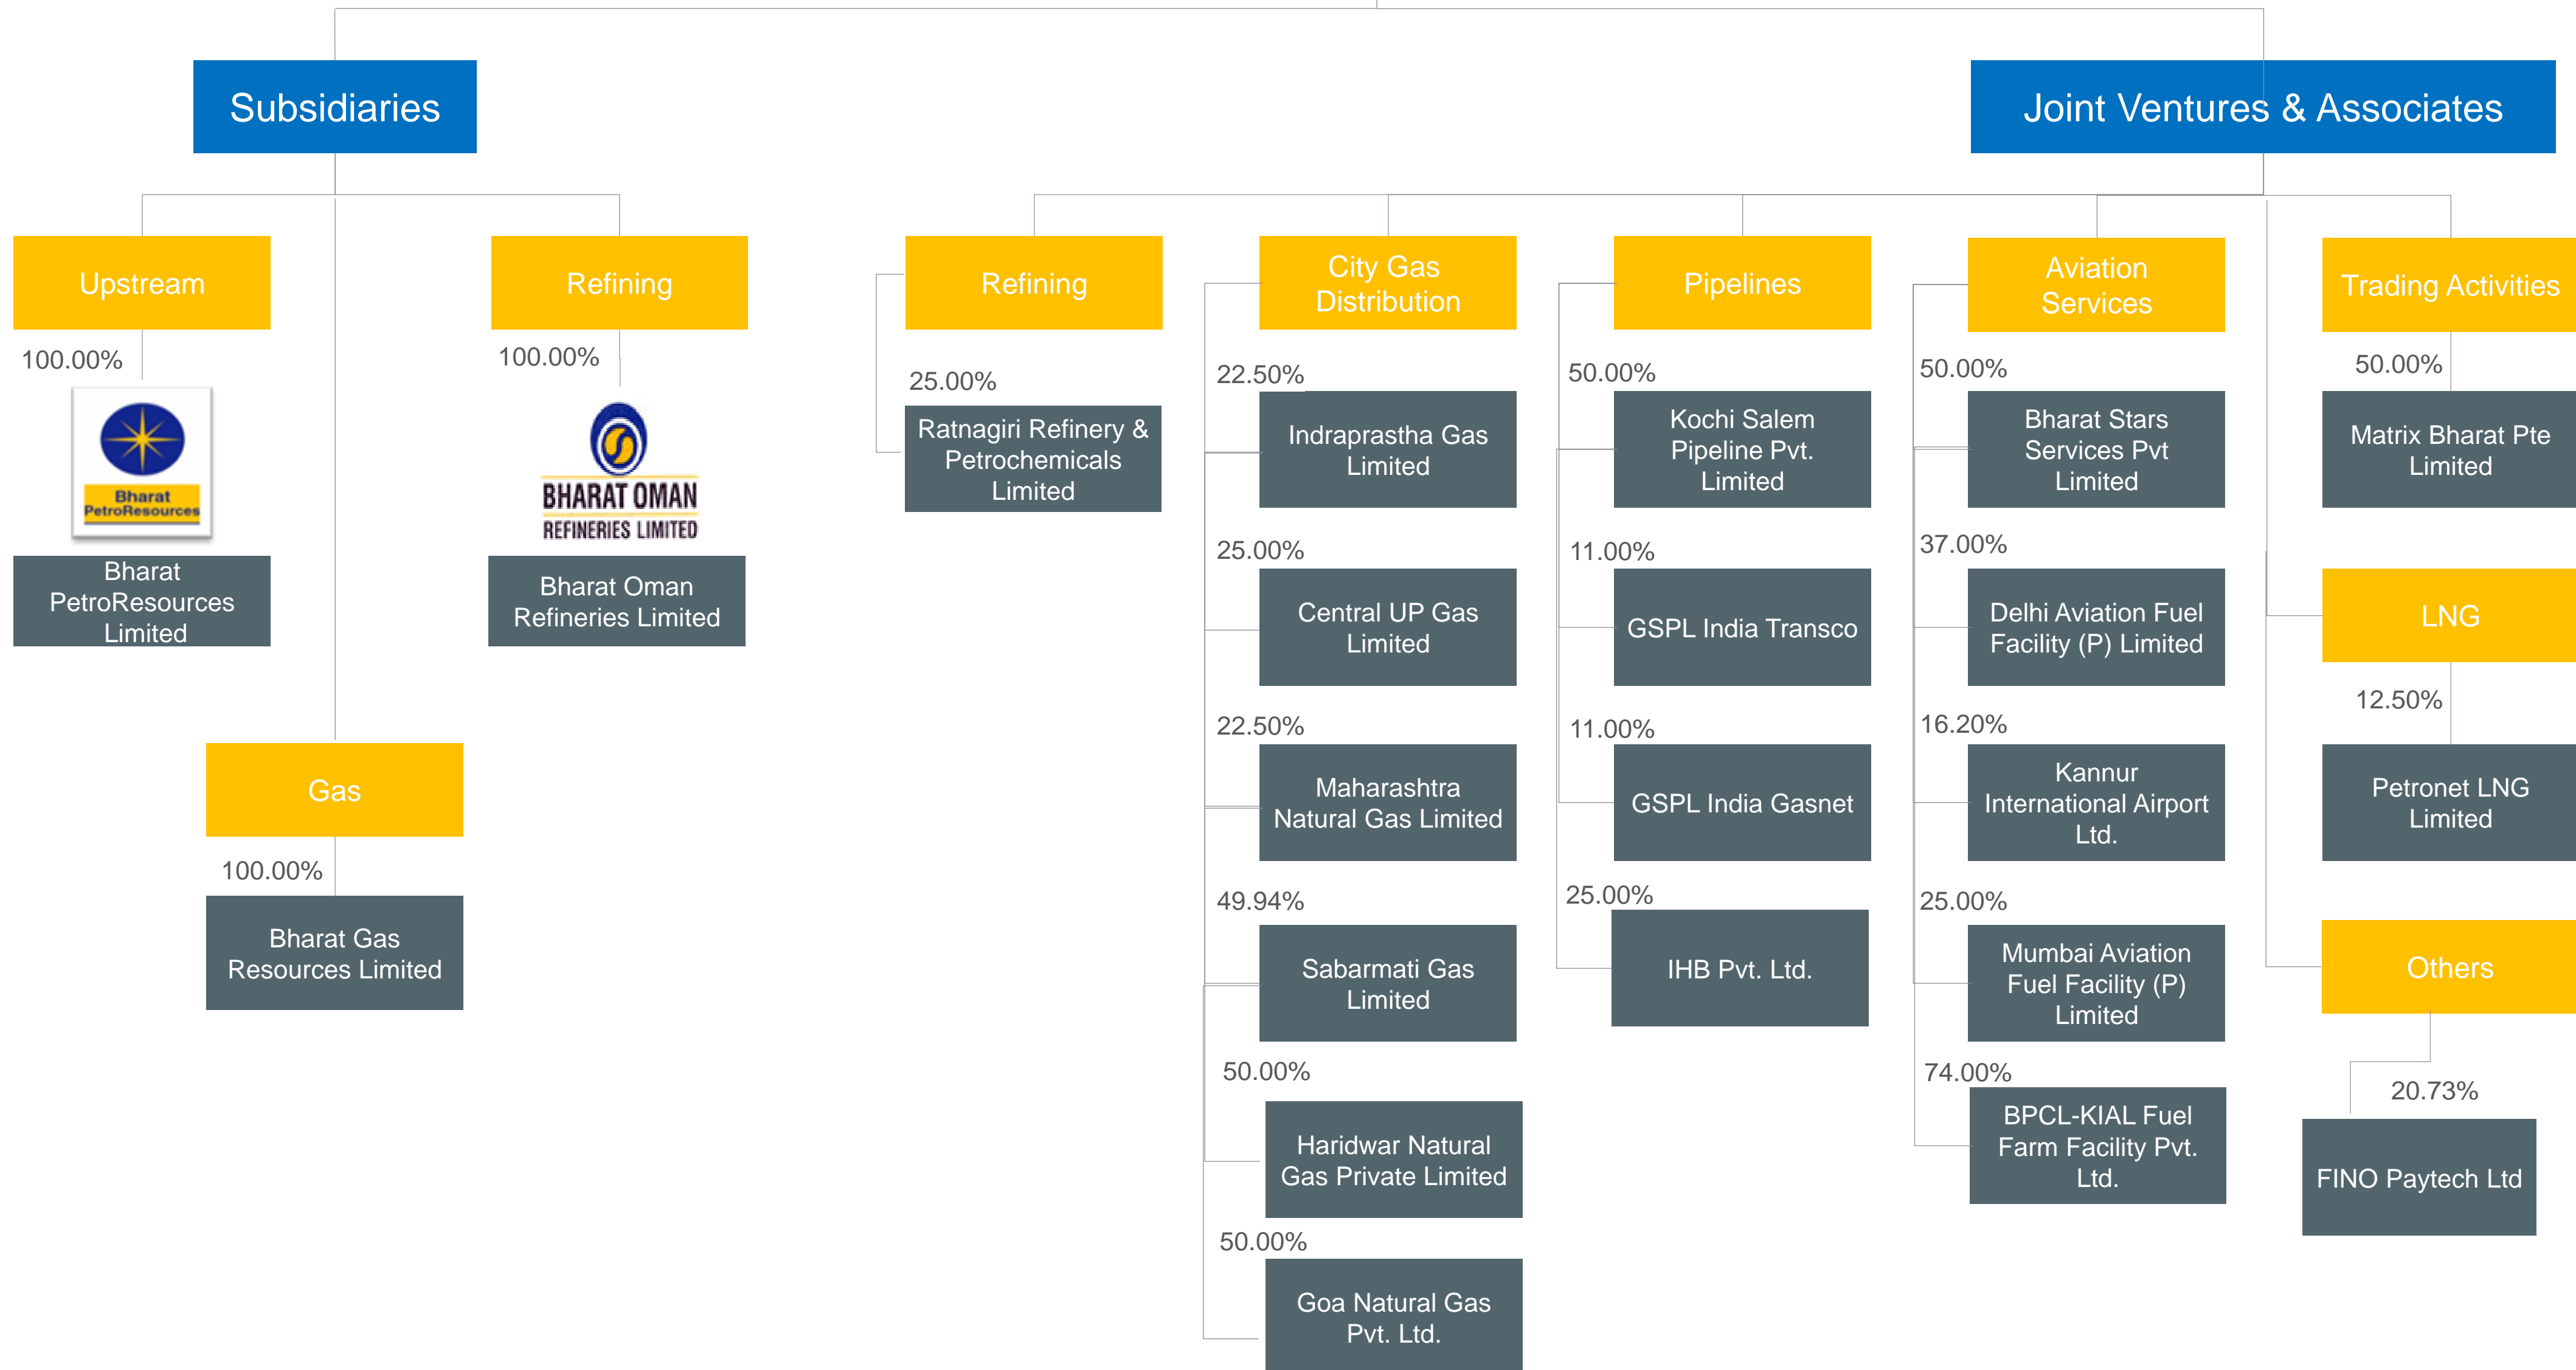 Subsidiaries
Joint Ventures & Associates
Upstream
100.00%
Bharat
PetroResources
Bharat
PetroResources
Limited
Refining
100.00%
BHARAT OMAN
REFINERIES LIMITED
Bharat Oman
Refineries Limited
Gas
100.00%
Bharat Gas
Resources Limited
Refining
25.00%
Ratnagiri Refinery &
Petrochemicals
Limited
City Gas
Distribution
22.50%
Indraprastha Gas
Limited
25.00%
Central UP Gas
Limited
22.50%
Maharashtra
Natural Gas Limited
49.94%
Sabarmati Gas
Limited
50.00%
Haridwar Natural
Gas Private Limited
50.00%
Goa Natural Gas
Pvt. Ltd.
Pipelines
50.00%
Kochi Salem
Pipeline Pvt.
Limited
11.00%
GSPL India Transco
11.00%
GSPL India Gasnet
25.00%
IHB Pvt. Ltd.
Aviation
Services
50.00%
Bharat Stars
Services Pvt
Limited
37.00%
Delhi Aviation Fuel
Facility (P) Limited
16.20%
Kannur
International Airport
Ltd.
25.00%
Mumbai Aviation
Fuel Facility (P)
Limited
74.00%
BPCL-KIAL Fuel
Farm Facility Pvt.
Ltd.
Trading Activities
50.00%
Matrix Bharat Pte
Limited
LNG
12.50%
Petronet LNG
Limited
Others
20.73%
FINO Paytech Ltd